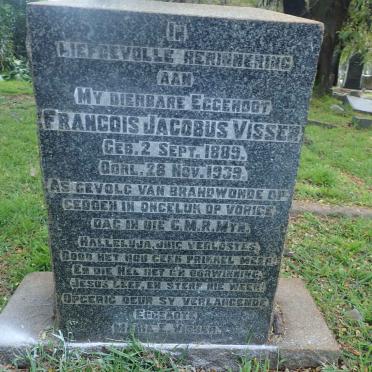 IN
LIEFDEVOLLE HERINNERING
AAN
MY DIERBARE EGGENOOT
FRANCOIS JACOBUS VISSER
GEB. 2 SEPT. 1889.
OORL. 28 NOV. 1939.
AS GEVOLG VAN BRANDWONDE OP
GEDOEN IN ONGELUK OP VORIGE
DAG IN DIE C.M.R. MYN.
HALLELUJA, ONS VERLOSTES,
DOOD HET NOU GEEN PRIKKEL MEER,
EN DIE HEL HET GN OORWINNING,
JESUS LEEF, EN STERF NIE WEER.
OPGERIG DEUR SY VERLANGENDE
EGGENOTE
VISSER.